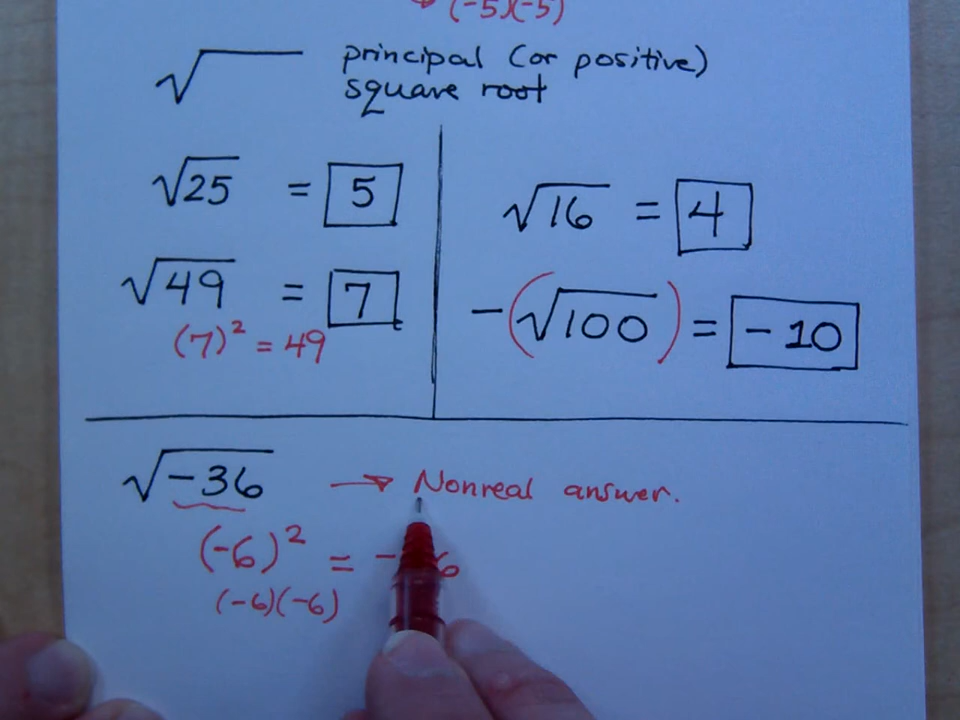 (-5)(-5)
√ principal (or positive)
square root
√25 = 5
√49 = 7
(7)² = 49
√16 = 4
-(√100) = -10
√-36 → Nonreal answer.
(-6)² = -
(-6)(-6)